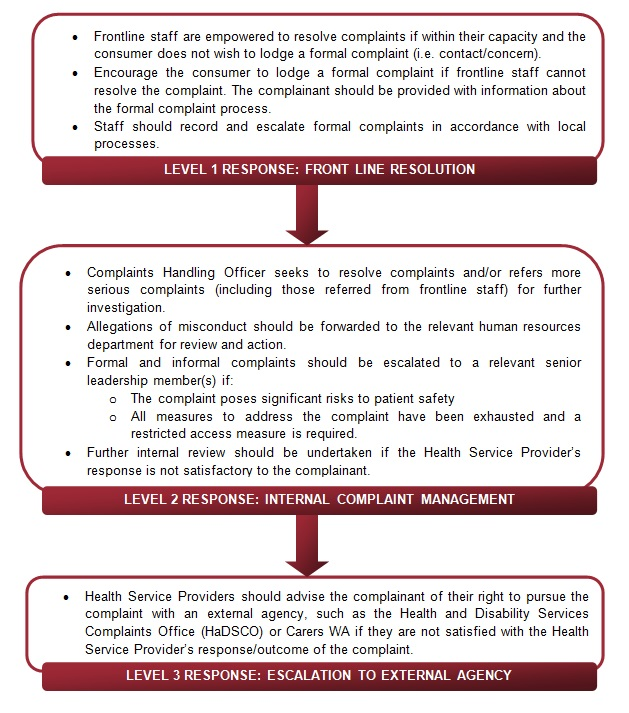 • Frontline staff are empowered to resolve complaints if within their capacity and the
consumer does not wish to lodge a formal complaint (i.e. contact/concern).
• Encourage the consumer to lodge a formal complaint if frontline staff cannot
resolve the complaint. The complainant should be provided with information about
the formal complaint process.
• Staff should record and escalate formal complaints in accordance with local
processes.
LEVEL 1 RESPONSE: FRONT LINE RESOLUTION
• Complaints Handling Officer seeks to resolve complaints and/or refers more
serious complaints (including those referred from frontline staff) for further
investigation.
• Allegations of misconduct should be forwarded to the relevant human resources
department for review and action.
• Formal and informal complaints should be escalated to a relevant senior
leadership member(s) if:
o The complaint poses significant risks to patient safety
o All measures to address the complaint have been exhausted and a
restricted access measure is required.
• Further internal review should be undertaken if the Health Service Provider's
response is not satisfactory to the complainant.
LEVEL 2 RESPONSE: INTERNAL COMPLAINT MANAGEMENT
• Health Service Providers should advise the complainant of their right to pursue the
complaint with an external agency, such as the Health and Disability Services
Complaints Office (HaDSCO) or Carers WA if they are not satisfied with the Health
Service Provider's response/outcome of the complaint.
LEVEL 3 RESPONSE: ESCALATION TO EXTERNAL AGENCY